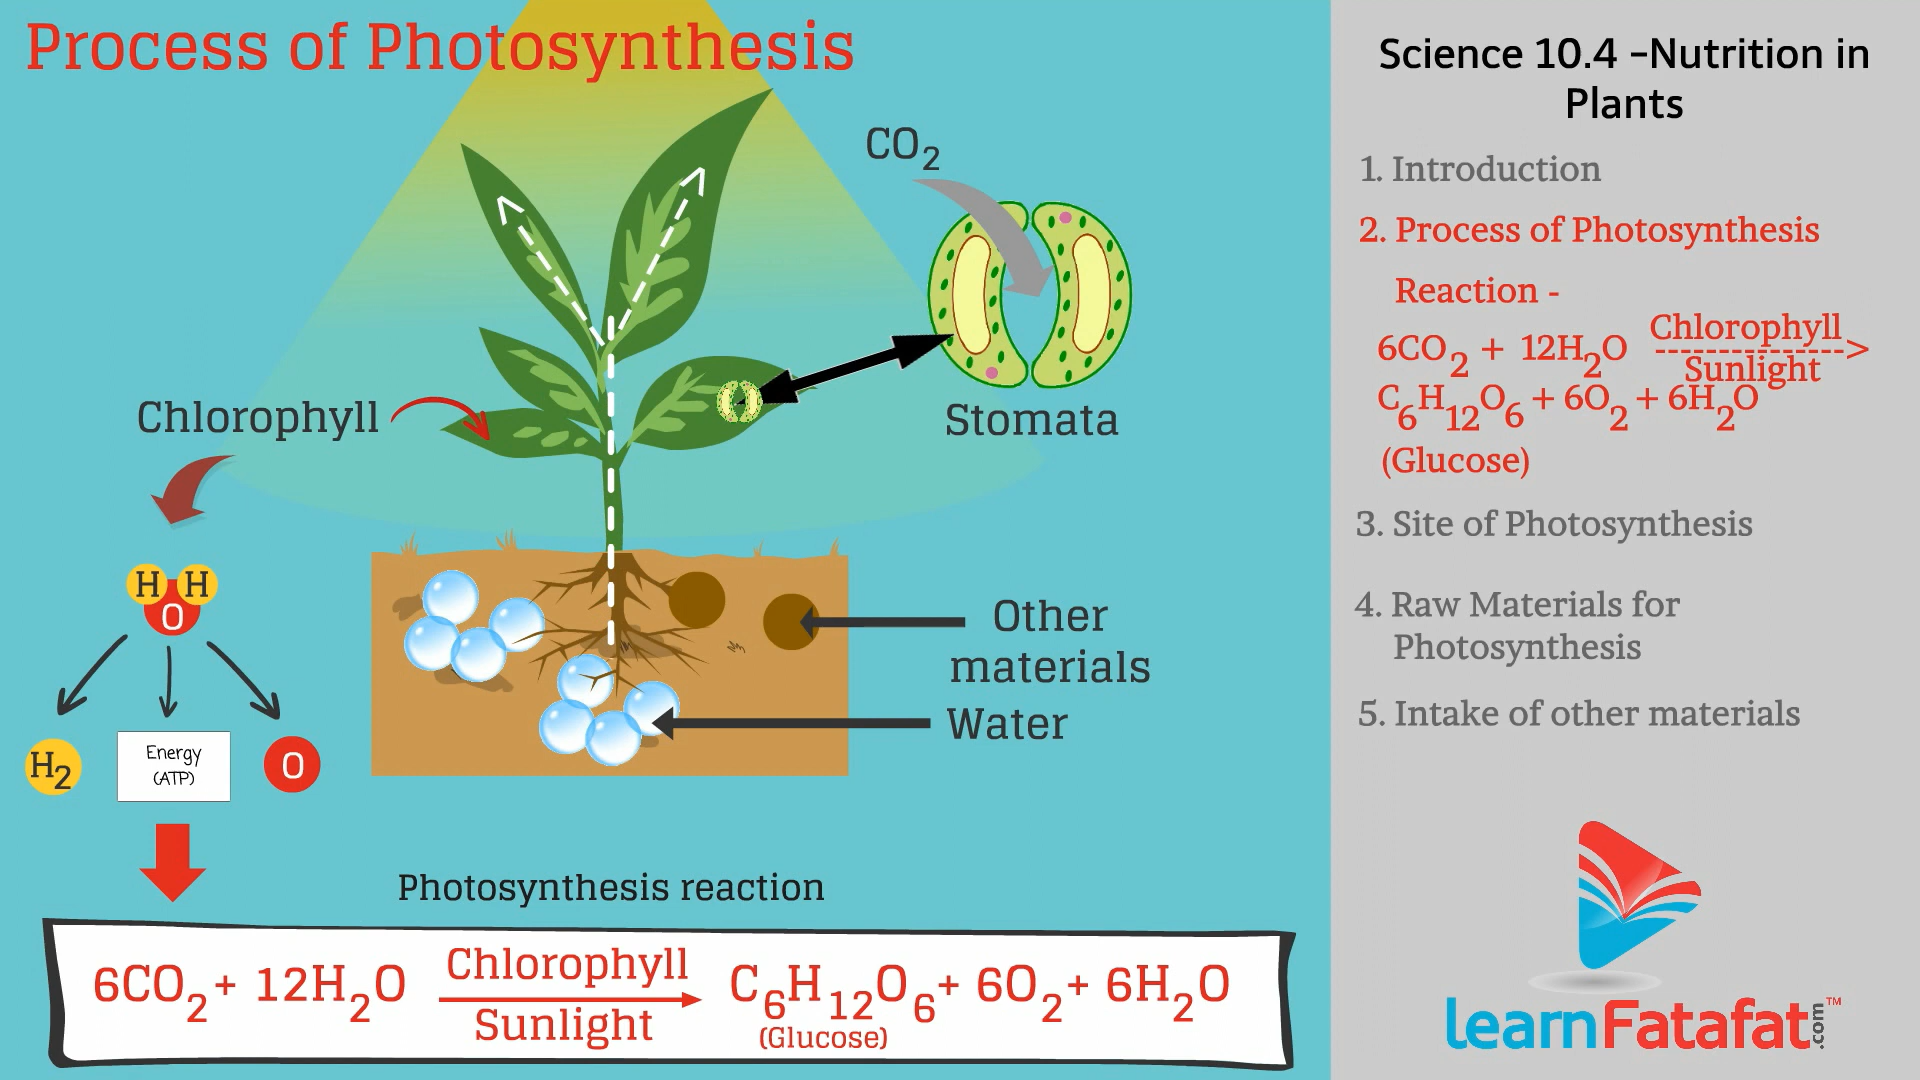 Process of Photosynthesis
CO₂
Stomata
Chlorophyll
H H
O
H₂
Energy
(ATP)
O
Other
materials
Water
Photosynthesis reaction
6CO₂ + 12H₂O Chlorophyll
Sunlight C₆H₁₂O₆ + 6O₂ + 6H₂O
(Glucose)
Science 10.4 –Nutrition in
Plants
1. Introduction
2. Process of Photosynthesis
Reaction -
6CO₂ + 12H₂O Chlorophyll
--------------->
Sunlight
C₆H₁₂O₆ + 6O₂ + 6H₂O
(Glucose)
3. Site of Photosynthesis
4. Raw Materials for
Photosynthesis
5. Intake of other materials
learnFatafat.com™